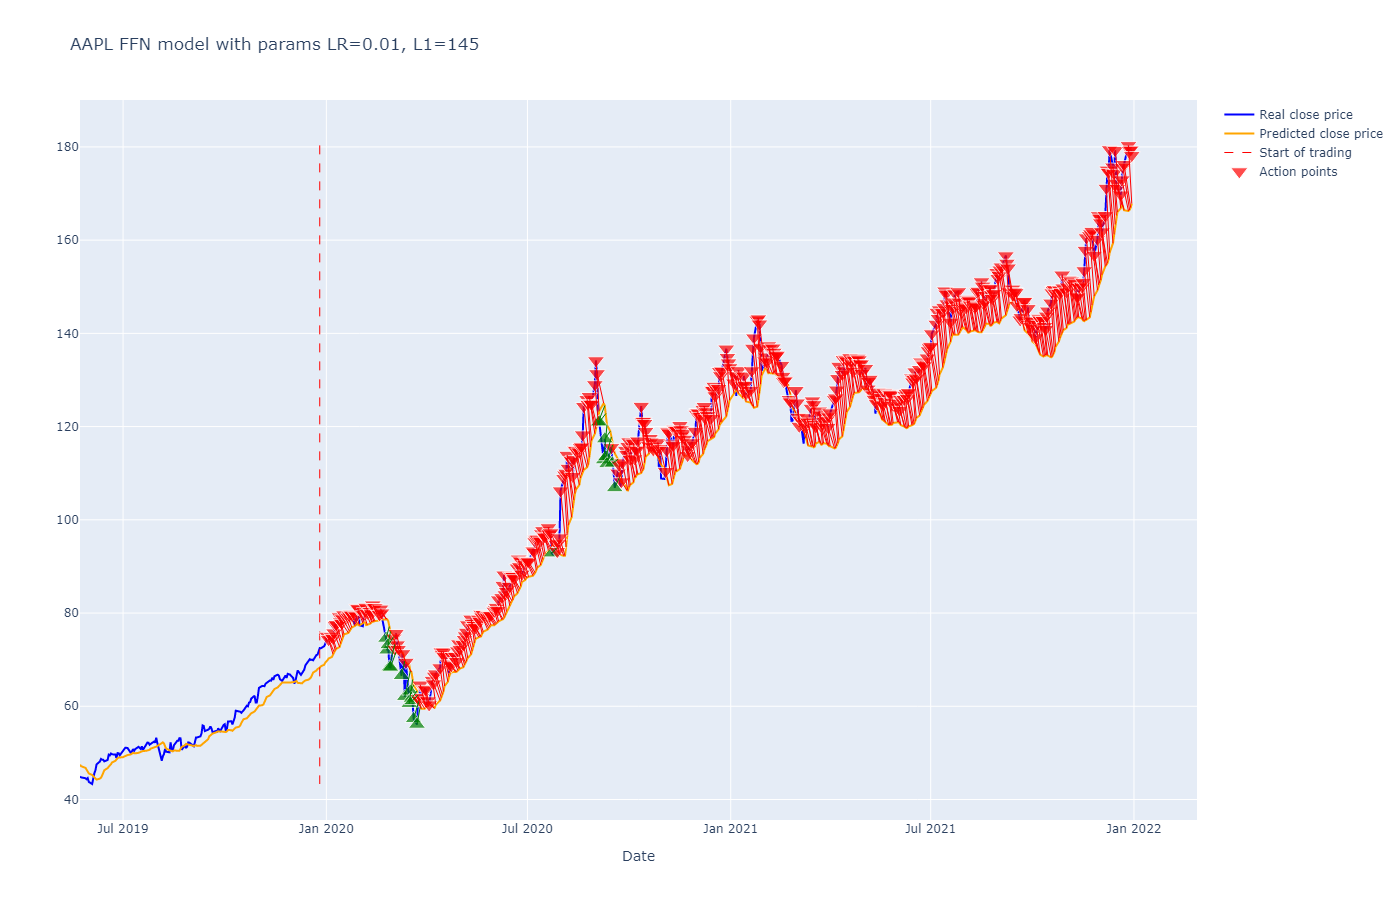 AAPL FFN model with params LR=0.01, L1=145
Real close price
Predicted close price
Start of trading
Action points
180
160
140
120
100
80
60
40
Jul 2019
Jan 2020
Jul 2020
Jan 2021
Jul 2021
Jan 2022
Date